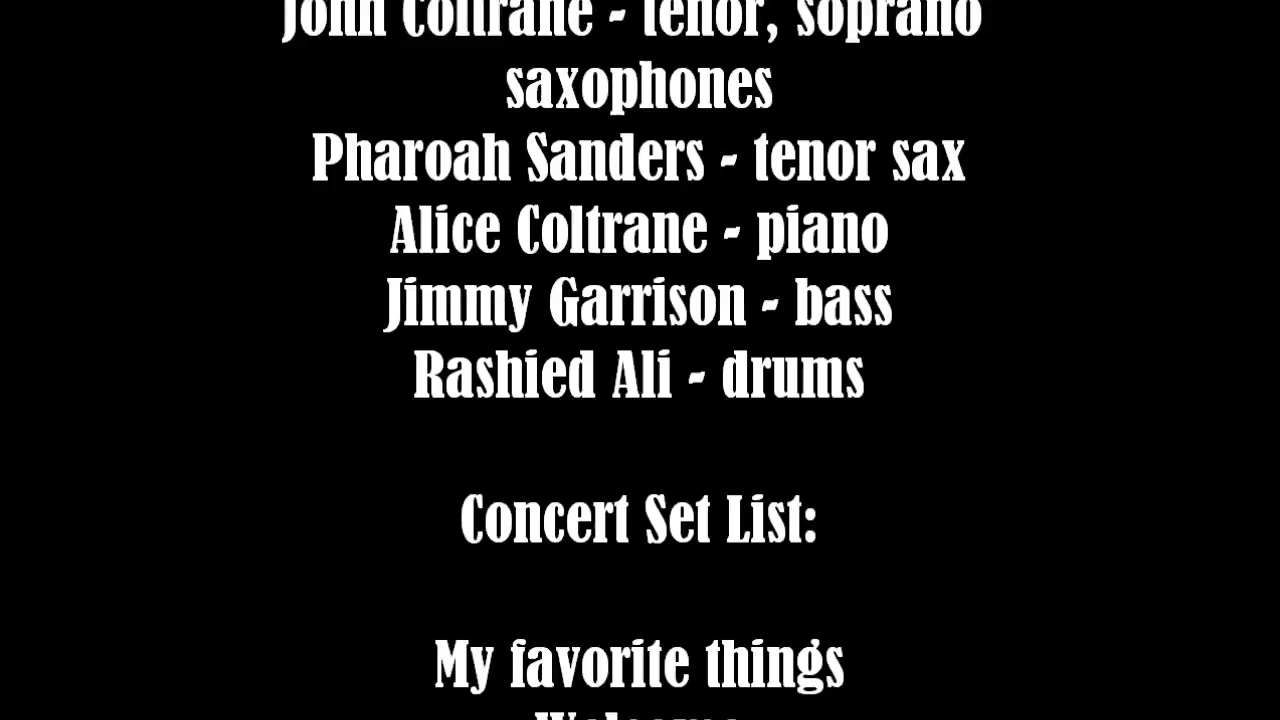 John Coltrane - tenor, soprano
saxophones
Pharoah Sanders - tenor sax
Alice Coltrane - piano
Jimmy Garrison - bass
Rashied Ali - drums
Concert Set List:
My favorite things
Welcome